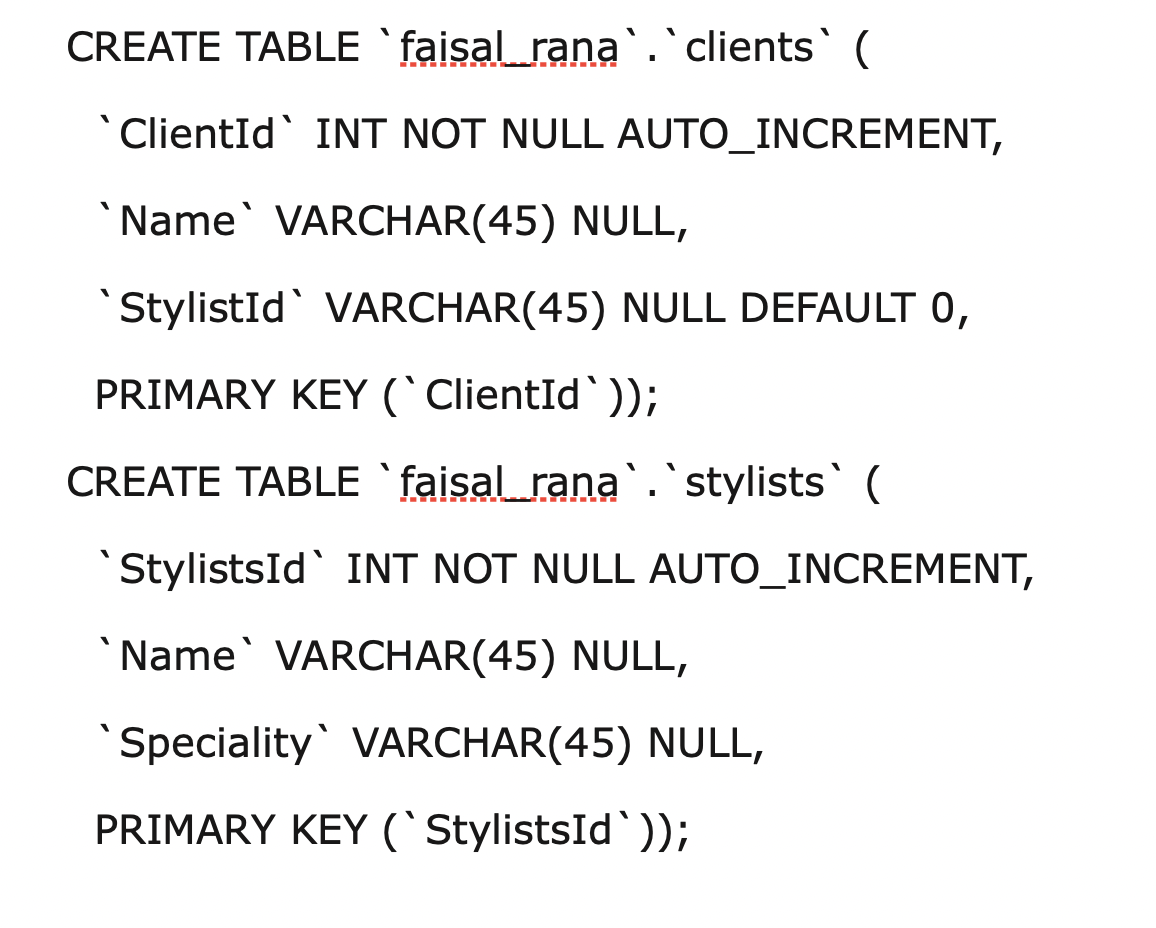 CREATE TABLE `faisal_rana`.`clients` (
`ClientId` INT NOT NULL AUTO_INCREMENT,
`Name` VARCHAR(45) NULL,
`StylistId` VARCHAR(45) NULL DEFAULT 0,
PRIMARY KEY (`ClientId`));
CREATE TABLE `faisal_rana`.`stylists` (
`StylistsId` INT NOT NULL AUTO_INCREMENT,
`Name` VARCHAR(45) NULL,
`Speciality` VARCHAR(45) NULL,
PRIMARY KEY (`StylistsId`));